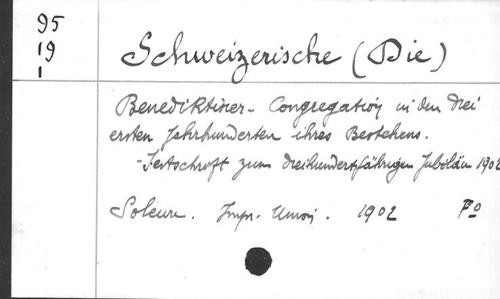 95
19
1
Schweizerische (Die)
Benediktiner-Congregation in den drei
ersten Jahrhunderten ihres Bestehens.
-Festschrift zum dreihundertjährigen Jubiläum 1902
Soleure. Impr. Union. 1902 Fo